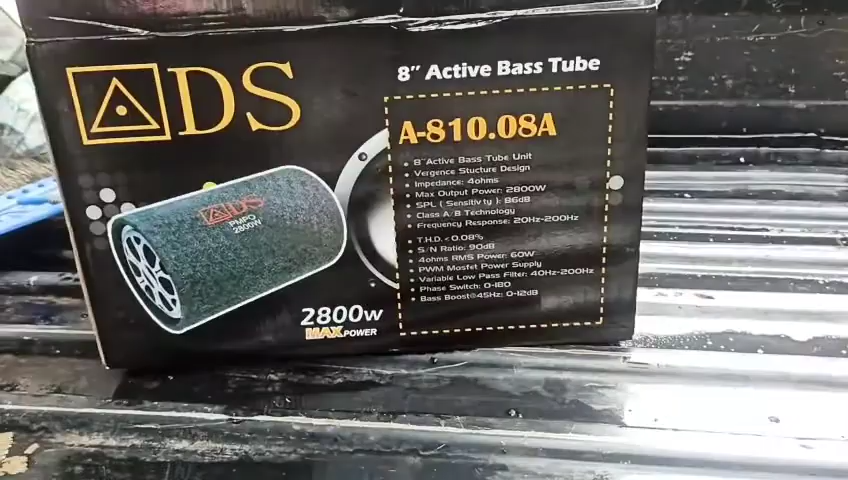 ADS
8" Active Bass Tube
A-810.08A
• 8"Active Bass Tube Unit
• Vergence Stucture Design
• Impedance: 4ohms
• Max Output Power: 2800W
• SPL ( Sensitivty ): 86dB
• Class A/B Technology
• Frequency Response: 20Hz-200Hz
• T.H.D.<0.08%
• S/N Ratio: 90dB
• 4ohms RMS Power: 60W
• PWM Mosfet Power Supply
• Variable Low Pass Filter: 40Hz-200Hz
• Phase Switch: 0-180
• Bass Boost@45Hz: 0-12dB
ADS
PMPO
2800W
2800w
MAX POWER